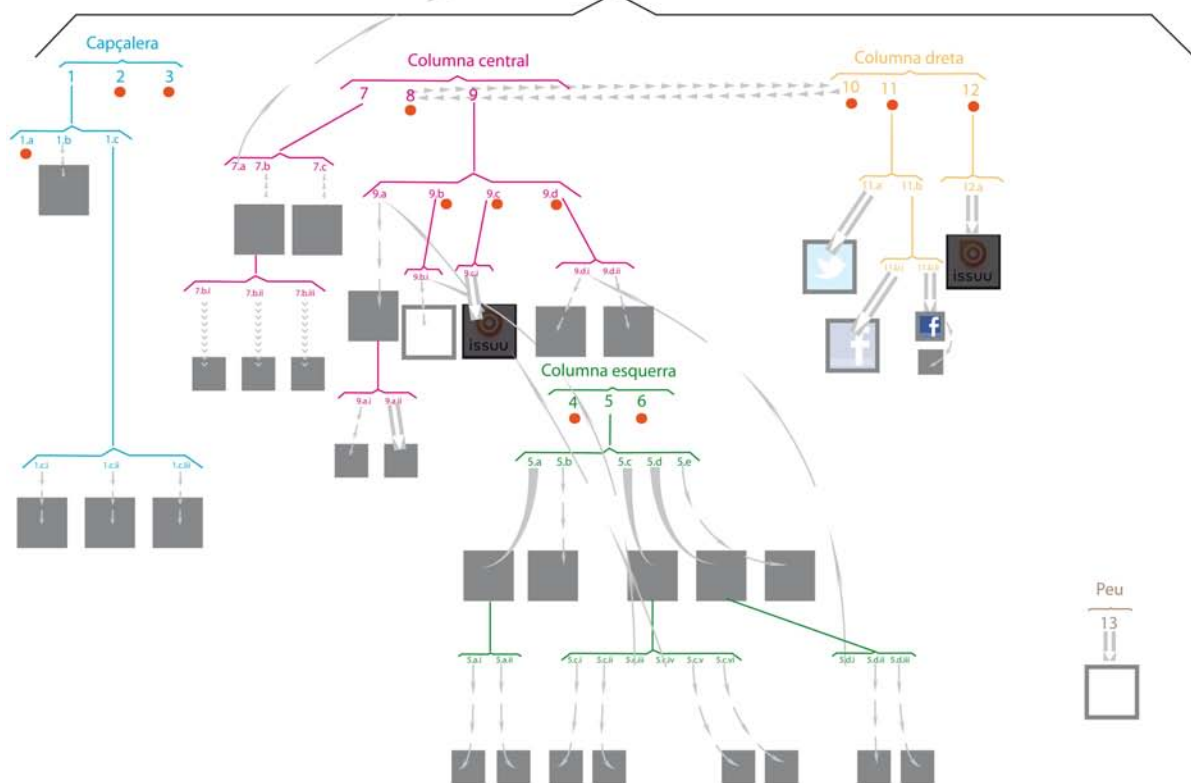 Capçalera
1 2 3
1.a 1.b 1.c
1.c.i 1.c.ii 1.c.iii
Columna central
7 8 9
7.a 7.b 7.c
7.b.i 7.b.ii 7.b.iii
9.a 9.b 9.c 9.d
9.b.i 9.c.i 9.d.i 9.d.ii
issuu
9.a.i 9.a.ii
Columna dreta
10 11 12
11.a 11.b 12.a
11.b.i 11.b.ii
issuu
f f
Columna esquerra
4 5 6
5.a 5.b 5.c 5.d 5.e
5.a.i 5.a.ii 5.c.i 5.c.ii 5.c.iii 5.c.iv 5.c.v 5.c.vi 5.d.i 5.d.ii 5.d.iii
Peu
13